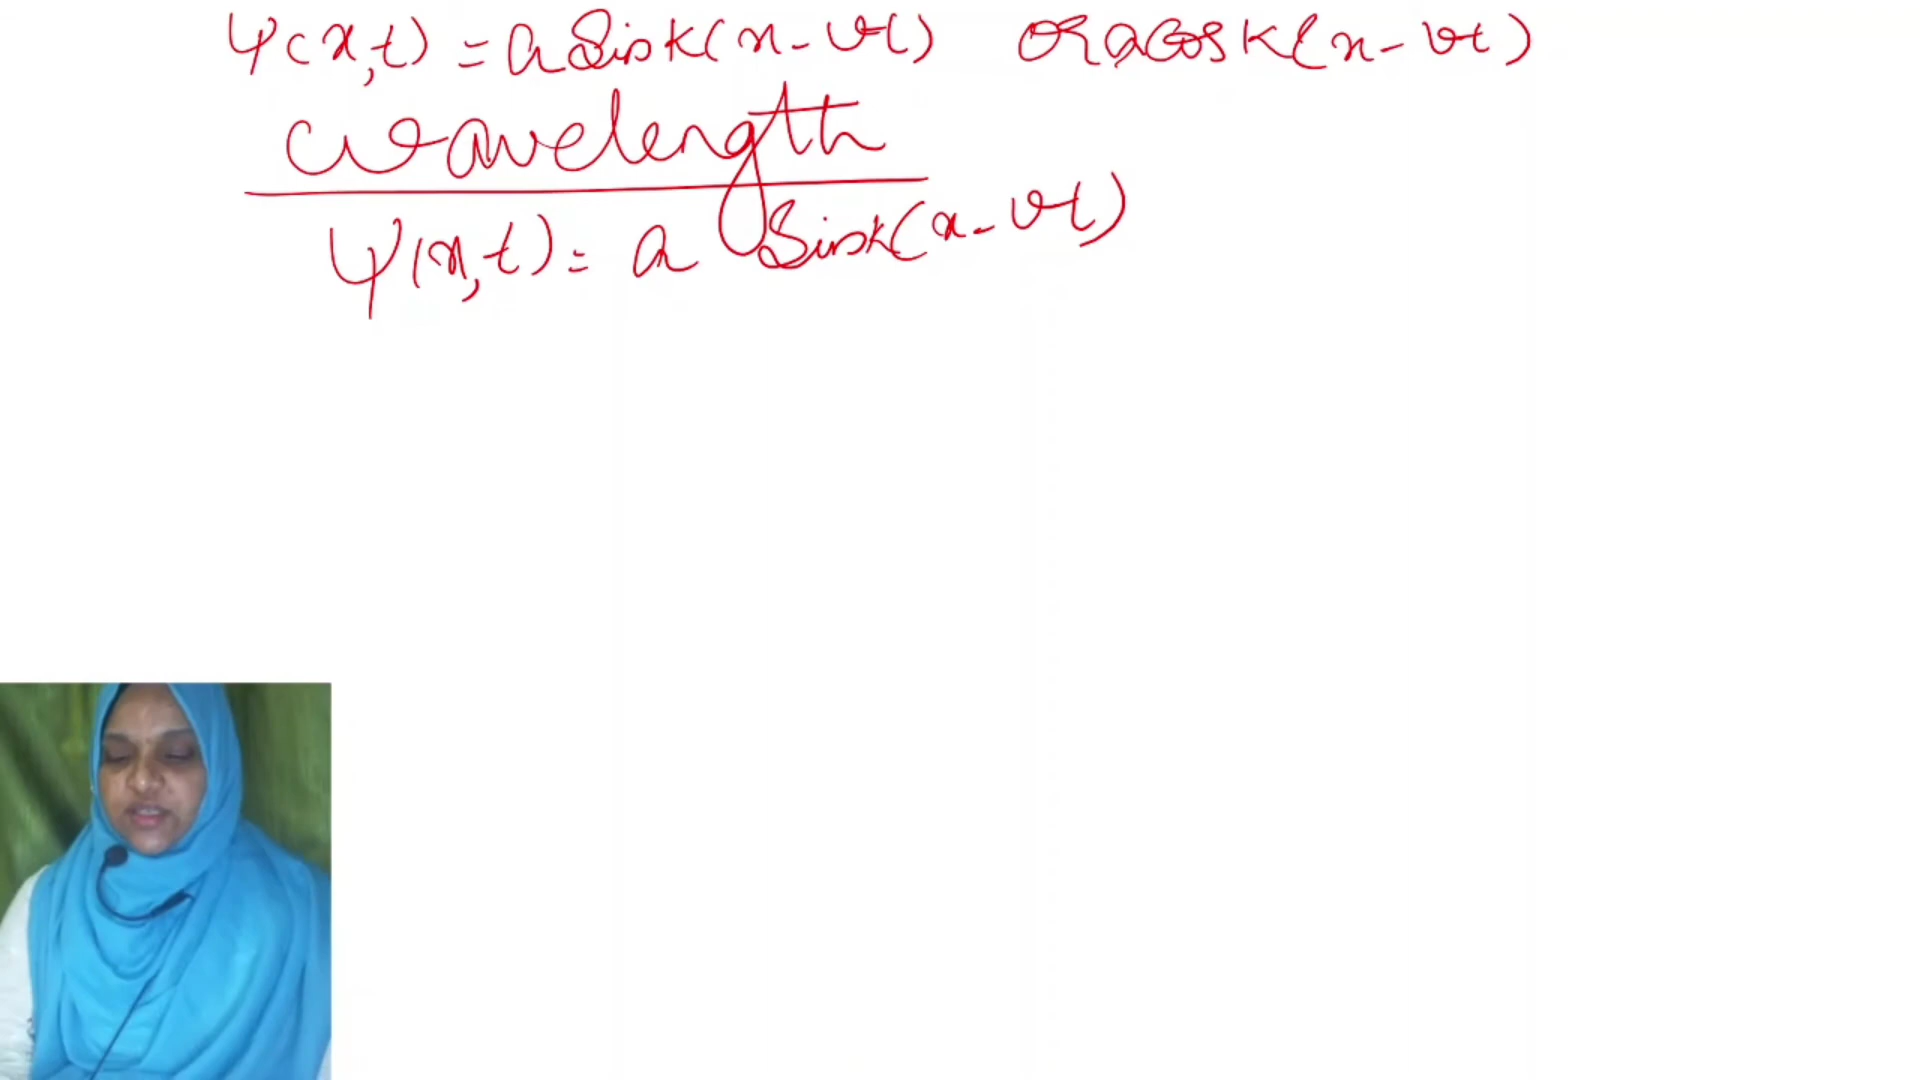 ψ(x,t) = a Sin k(x - vt) or a Cos k(x - vt)
Wavelength
ψ(x,t) = a Sin k(x - vt)